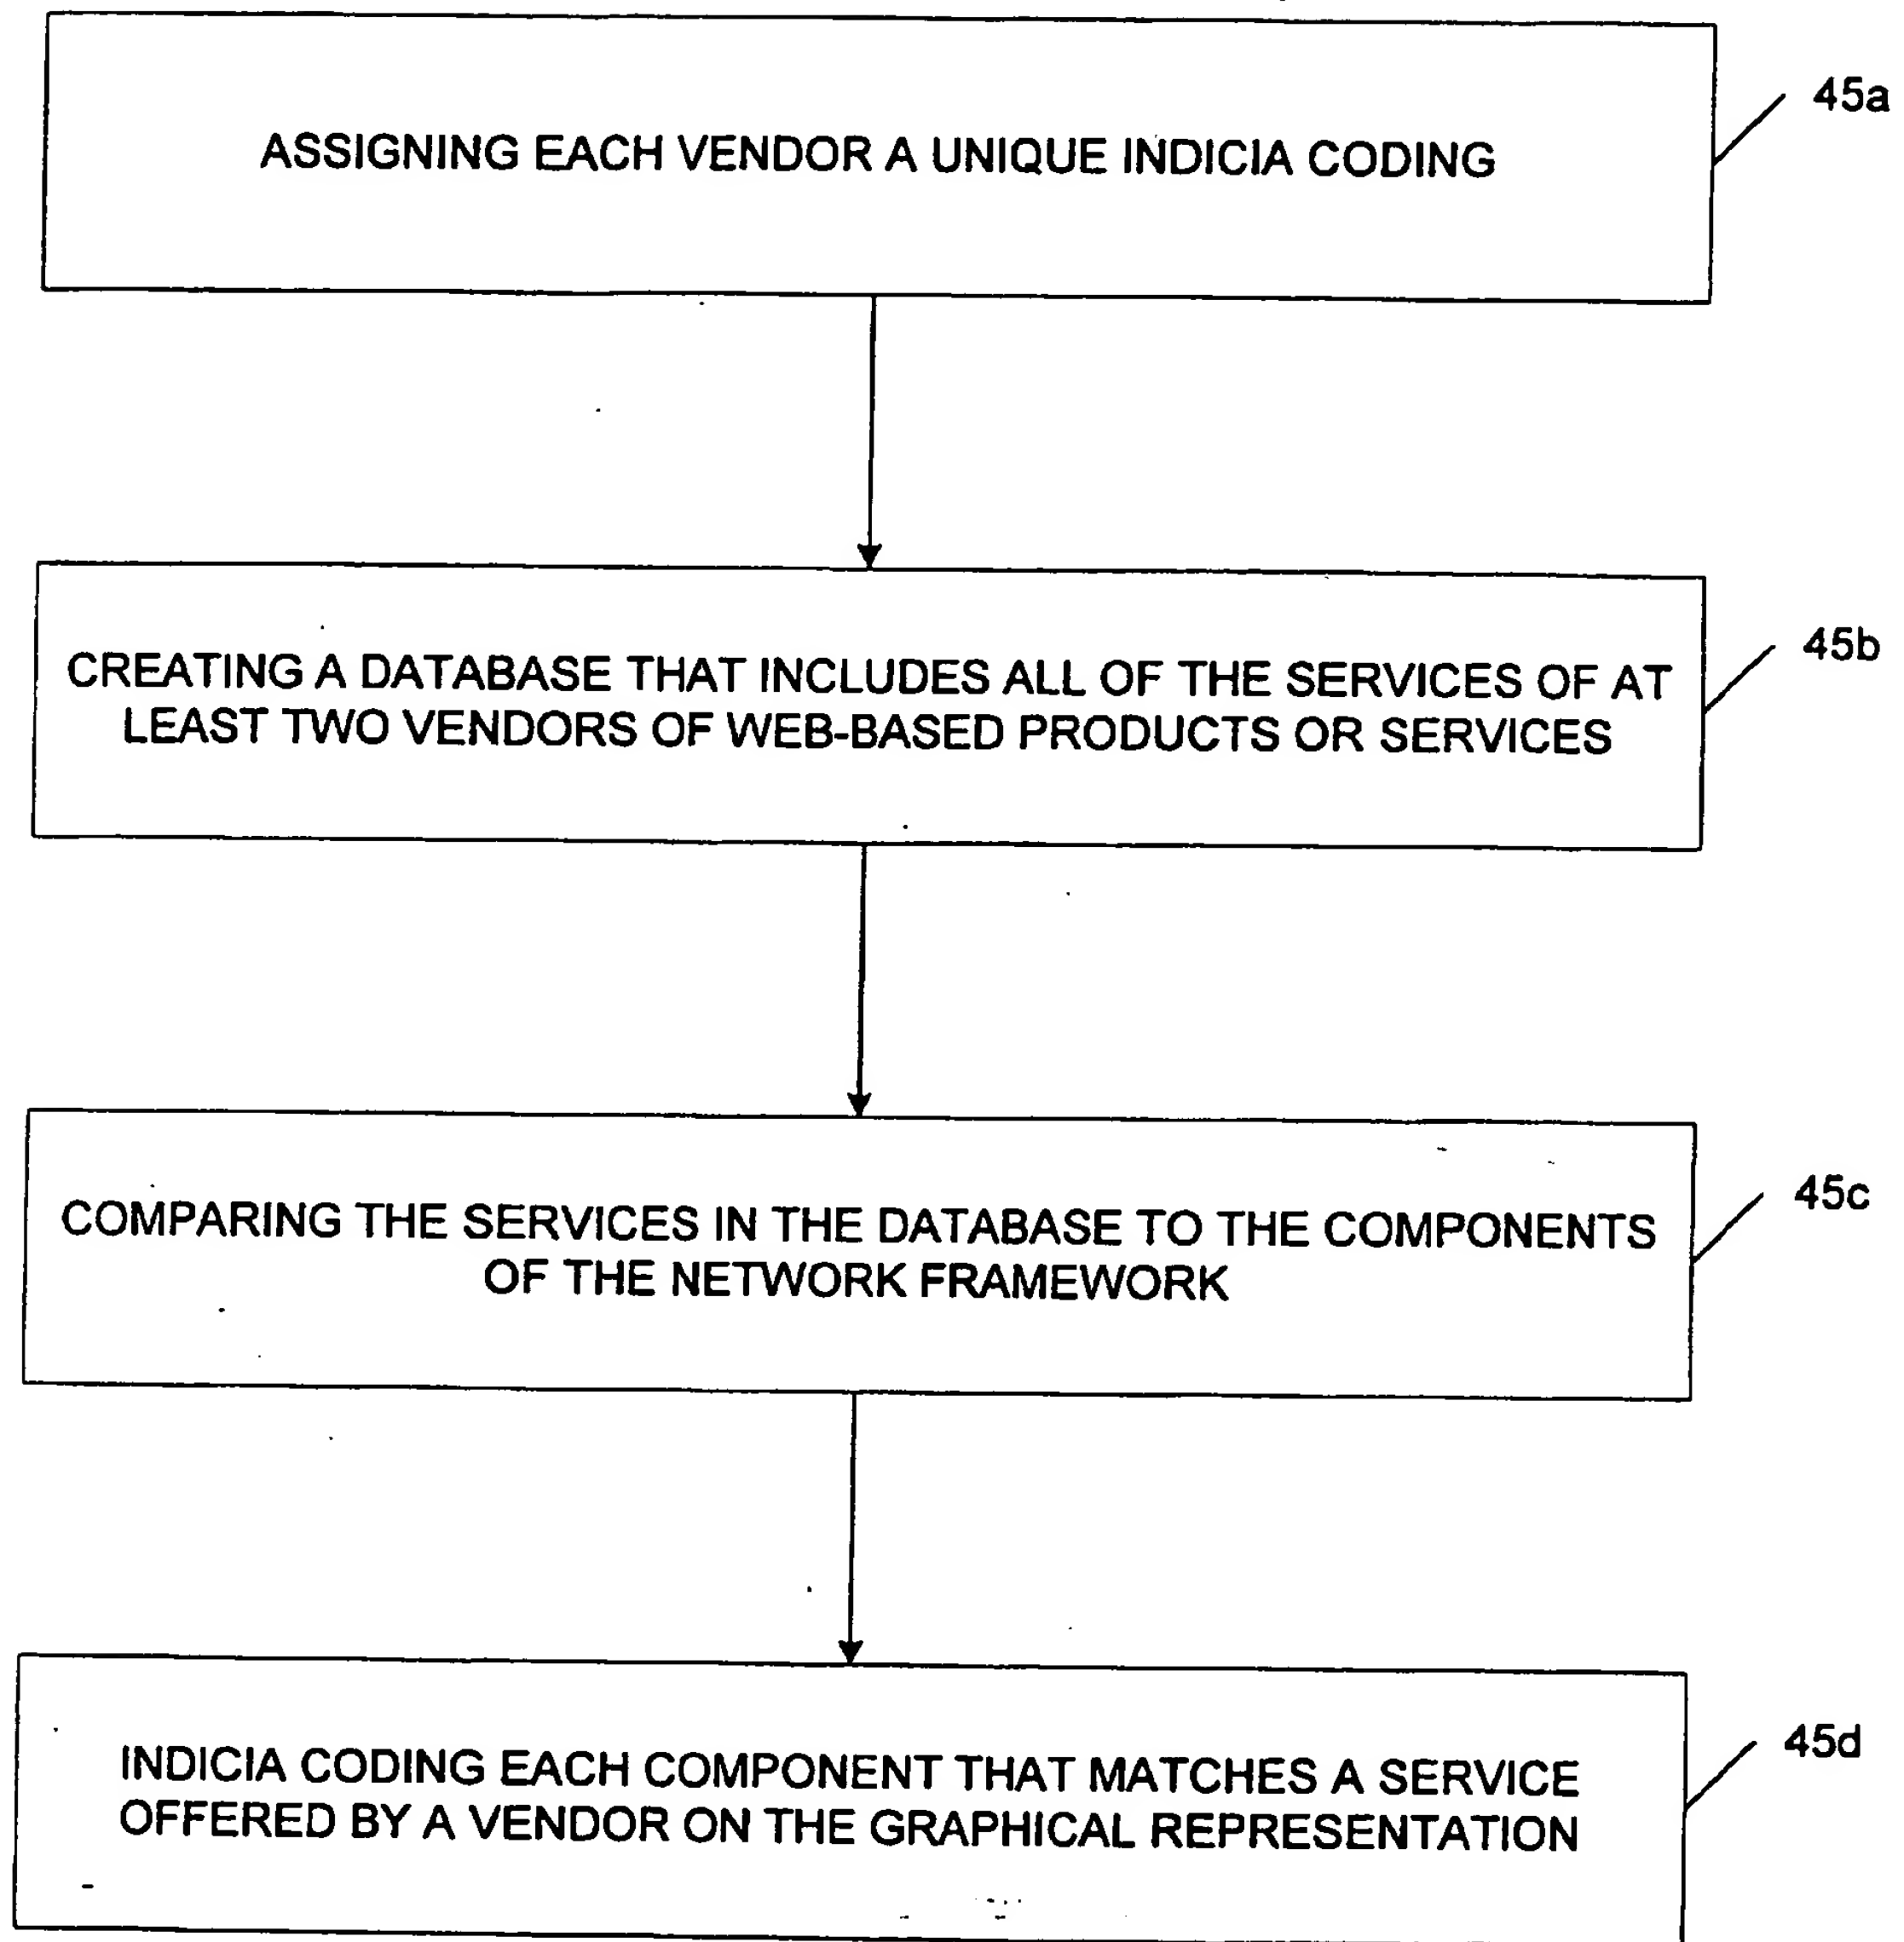 ASSIGNING EACH VENDOR A UNIQUE INDICIA CODING
45a
CREATING A DATABASE THAT INCLUDES ALL OF THE SERVICES OF AT
LEAST TWO VENDORS OF WEB-BASED PRODUCTS OR SERVICES
45b
COMPARING THE SERVICES IN THE DATABASE TO THE COMPONENTS
OF THE NETWORK FRAMEWORK
45c
INDICIA CODING EACH COMPONENT THAT MATCHES A SERVICE
OFFERED BY A VENDOR ON THE GRAPHICAL REPRESENTATION
45d